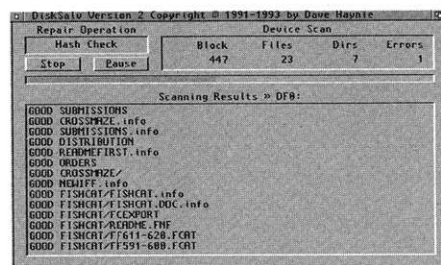 DiskSalv Version 2 Copyright © 1991-1993 by Dave Haynie
Repair Operation
Hash Check
Stop Pause
Device Scan
Block Files Dirs Errors
447 23 7 1
Scanning Results » DF0:
GOOD SUBMISSIONS
GOOD CROSSMAZE.info
GOOD SUBMISSIONS.info
GOOD DISTRIBUTION
GOOD READMEFIRST.info
GOOD ORDERS
GOOD CROSSMAZE/
GOOD NEWIFF.info
GOOD FISHCAT/FISHCAT.info
GOOD FISHCAT/FISHCAT.DOC.info
GOOD FISHCAT/FCEXPORT
GOOD FISHCAT/README.FNF
GOOD FISHCAT/FF611-620.FCAT
GOOD FISHCAT/FF591-600.FCAT